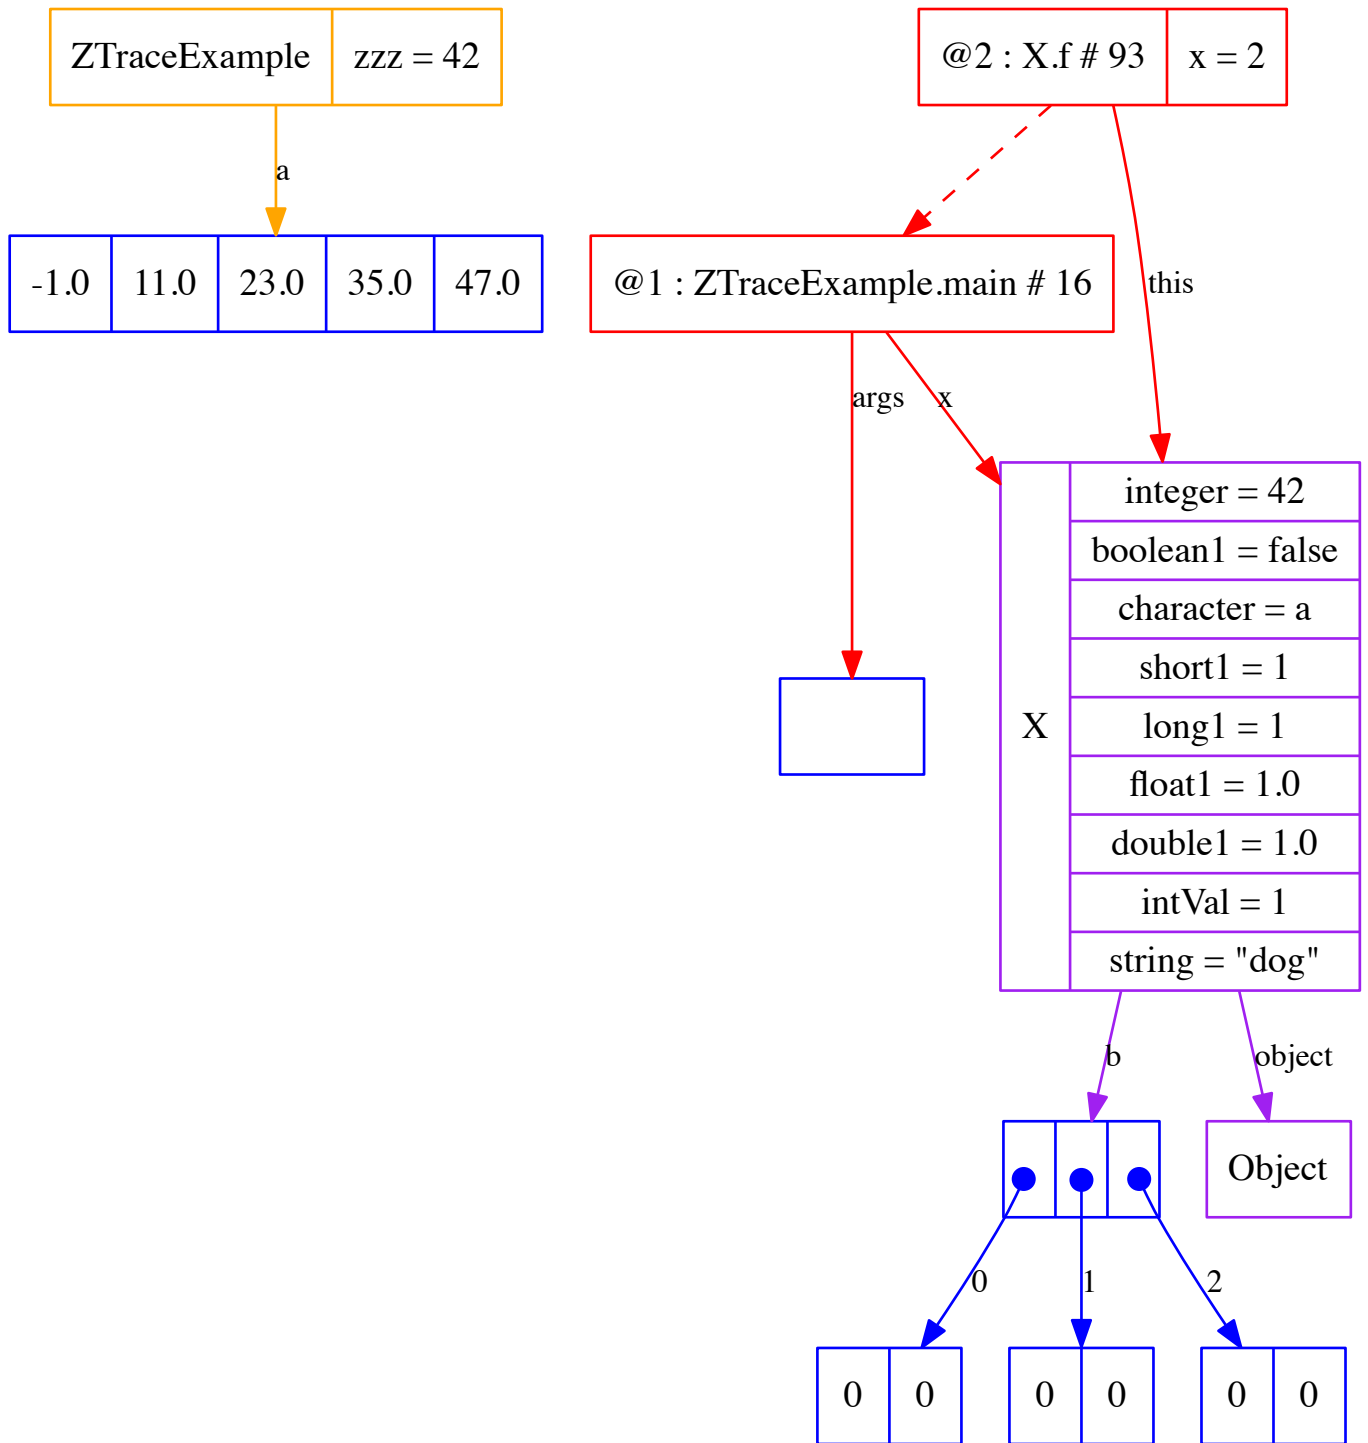 ZTraceExample zzz = 42
@2 : X.f # 93 x = 2
a
-1.0 11.0 23.0 35.0 47.0
@1 : ZTraceExample.main # 16
this
args
x
X
integer = 42
boolean1 = false
character = a
short1 = 1
long1 = 1
float1 = 1.0
double1 = 1.0
intVal = 1
string = "dog"
b
object
Object
0
1
2
0 0
0 0
0 0